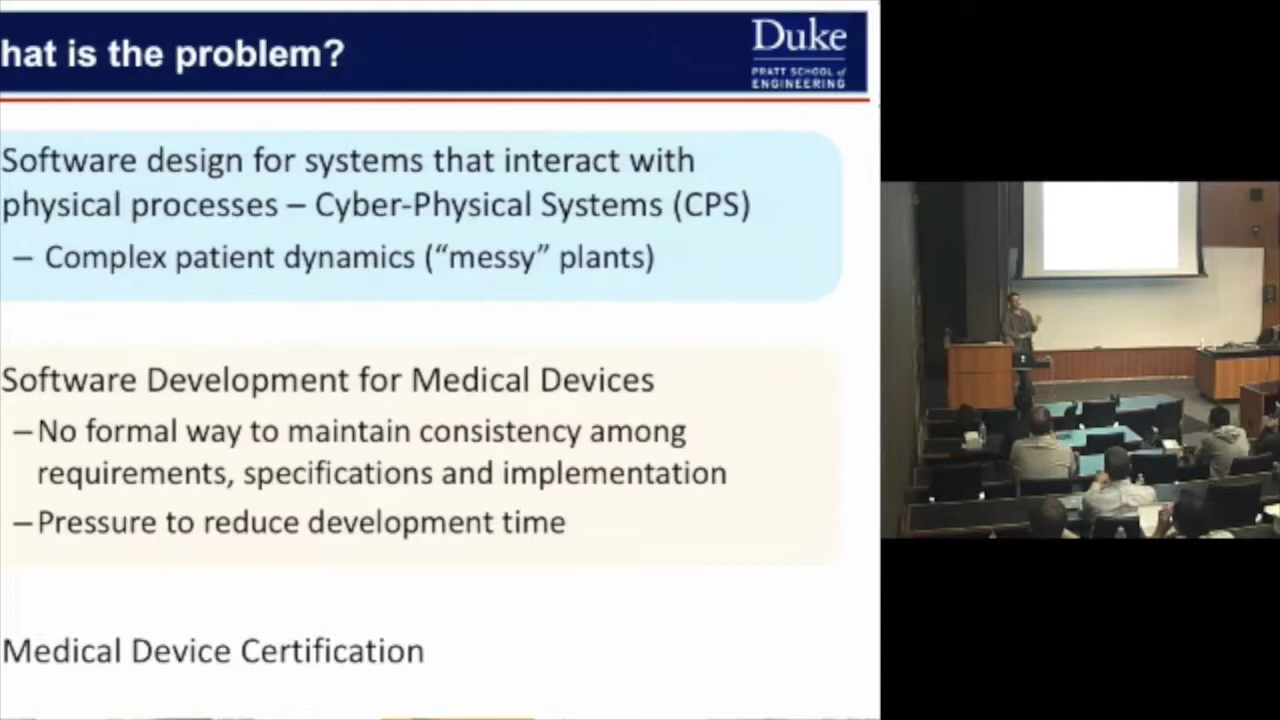 hat is the problem?
Duke
PRATT SCHOOL of
ENGINEERING
Software design for systems that interact with
physical processes – Cyber-Physical Systems (CPS)
– Complex patient dynamics (“messy” plants)
Software Development for Medical Devices
– No formal way to maintain consistency among
requirements, specifications and implementation
– Pressure to reduce development time
Medical Device Certification